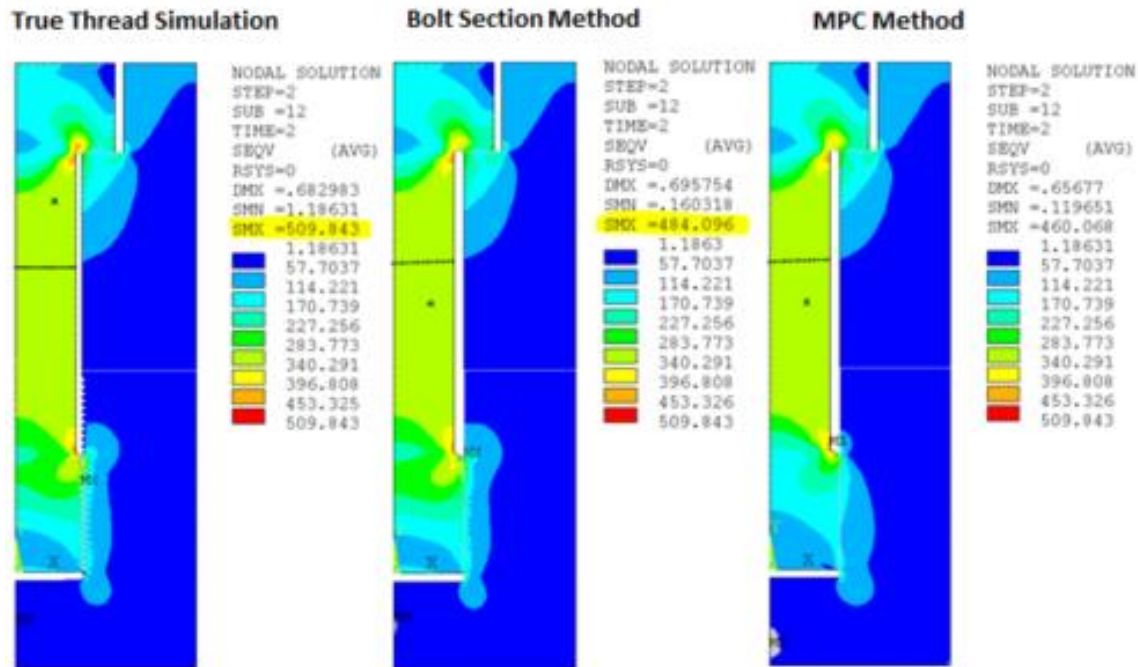 True Thread Simulation
NODAL SOLUTION
STEP=2
SUB =12
TIME=2
SEQV (AVG)
RSYS=0
DMX =.682983
SMN =1.18631
SMX =509.843
1.18631
57.7037
114.221
170.739
227.256
283.773
340.291
396.808
453.325
509.843
MX
X
Bolt Section Method
NODAL SOLUTION
STEP=2
SUB =12
TIME=2
SEQV (AVG)
RSYS=0
DMX =.695754
SMN =.160318
SMX =484.096
1.1863
57.7037
114.221
170.739
227.256
283.773
340.291
396.808
453.326
509.843
MX
X
MPC Method
NODAL SOLUTION
STEP=2
SUB =12
TIME=2
SEQV (AVG)
RSYS=0
DMX =.65677
SMN =.119651
SMX =460.068
1.18631
57.7037
114.221
170.739
227.256
283.773
340.291
396.808
453.326
509.843
MX
X